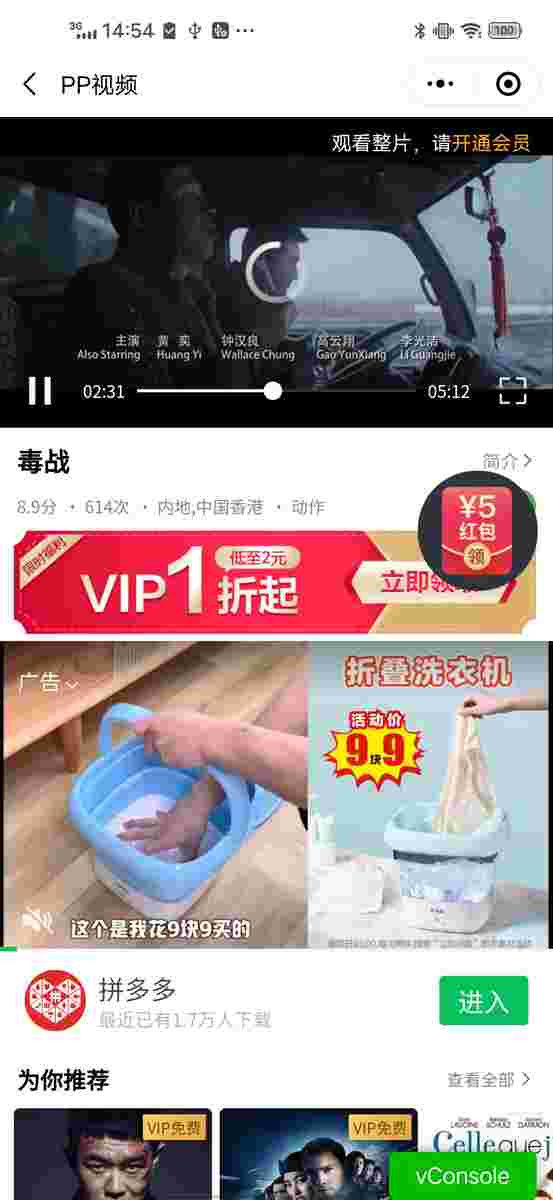 3G 14:54 100
PP视频
观看整片，请开通会员
主演 黄 奕 钟汉良 高云翔 李光洁
Also Starring Huang Yi Wallace Chung Gao YunXiang Li Guangjie
02:31 05:12
毒战
简介
8.9分 · 614次 · 内地,中国香港 · 动作
¥5
红包
领
限时福利
VIP1折起
低至2元
立即领
广告
折叠洗衣机
活动价
9块9
这个是我花9块9买的
拼多多
最近已有1.7万人下载
进入
为你推荐
查看全部
VIP免费
VIP免费
vConsole